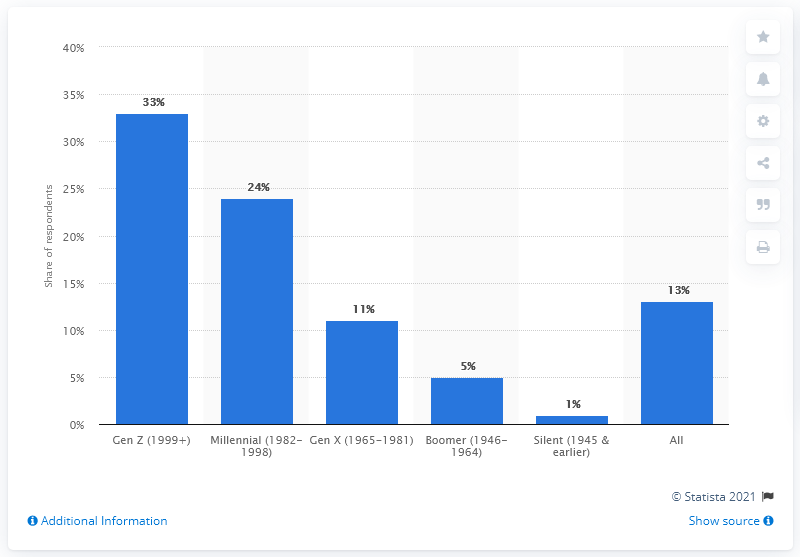 40%
35%
30%
25%
20%
15%
10%
5%
0%
Share of respondents
33%
24%
11%
5%
1%
13%
Gen Z (1999+)
Millennial (1982–
1998)
Gen X (1965–1981)
Boomer (1946–
1964)
Silent (1945 &
earlier)
All
© Statista 2021
Additional Information
Show source